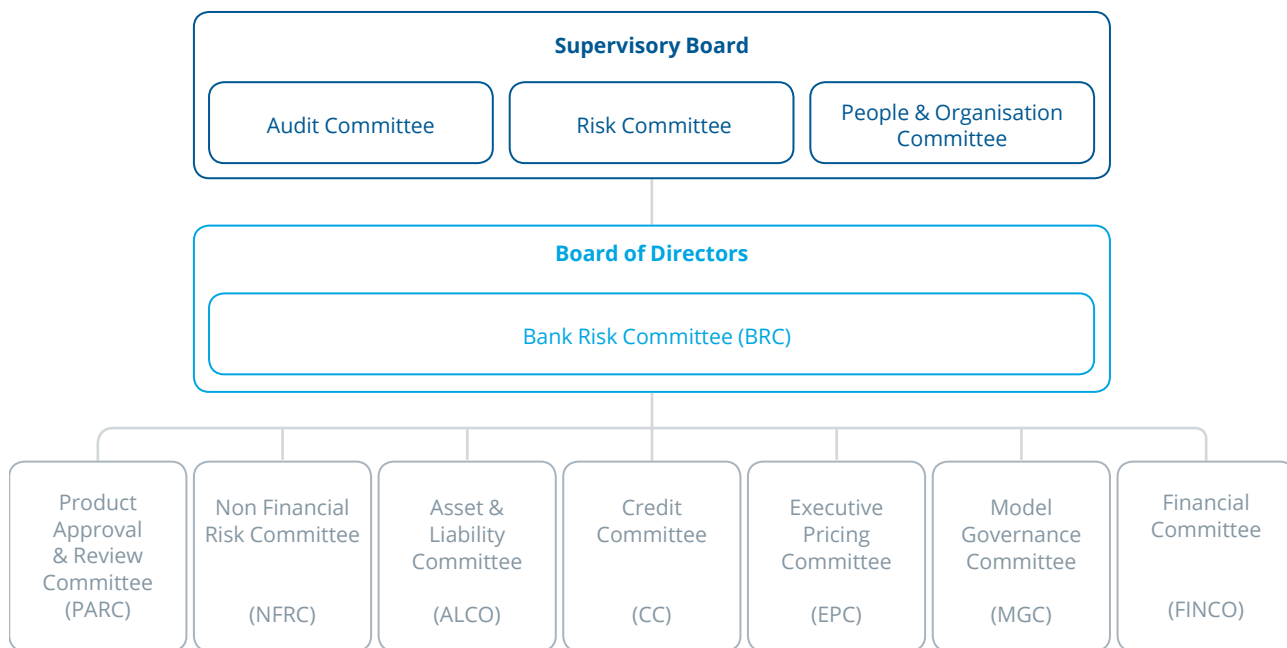 Supervisory Board
Audit Committee
Risk Committee
People & Organisation
Committee
Board of Directors
Bank Risk Committee (BRC)
Product
Approval
& Review
Committee
(PARC)
Non Financial
Risk Committee
(NFRC)
Asset &
Liability
Committee
(ALCO)
Credit
Committee
(CC)
Executive
Pricing
Committee
(EPC)
Model
Governance
Committee
(MGC)
Financial
Committee
(FINCO)